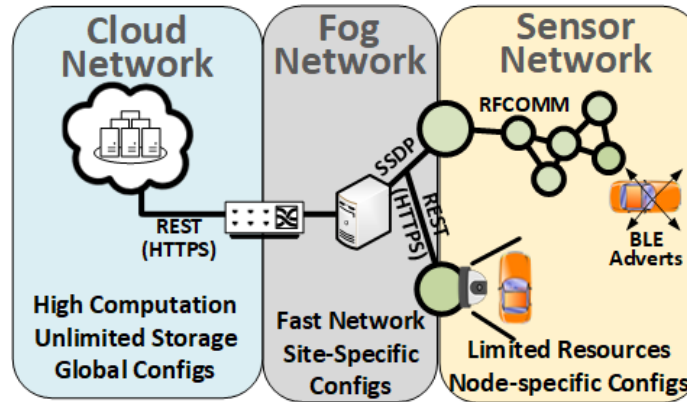 Cloud
Network
REST
(HTTPS)
High Computation
Unlimited Storage
Global Configs
Fog
Network
SSDP
REST
(HTTPS)
Fast Network
Site-Specific
Configs
Sensor
Network
RFCOMM
BLE
Adverts
Limited Resources
Node-specific Configs